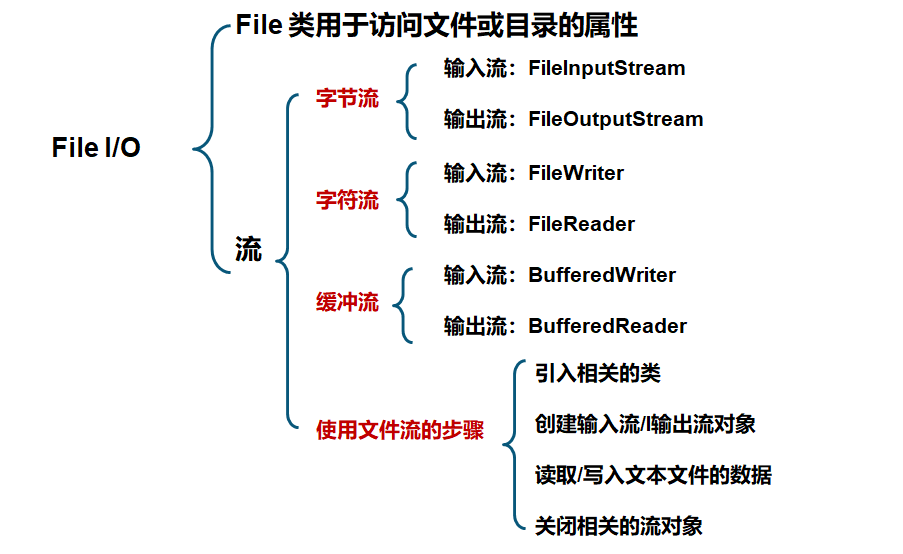 File 类用于访问文件或目录的属性
输入流：FileInputStream
字节流
输出流：FileOutputStream
File I/O
输入流：FileWriter
字符流
输出流：FileReader
流
输入流：BufferedWriter
缓冲流
输出流：BufferedReader
引入相关的类
创建输入流/输出流对象
使用文件流的步骤
读取/写入文本文件的数据
关闭相关的流对象